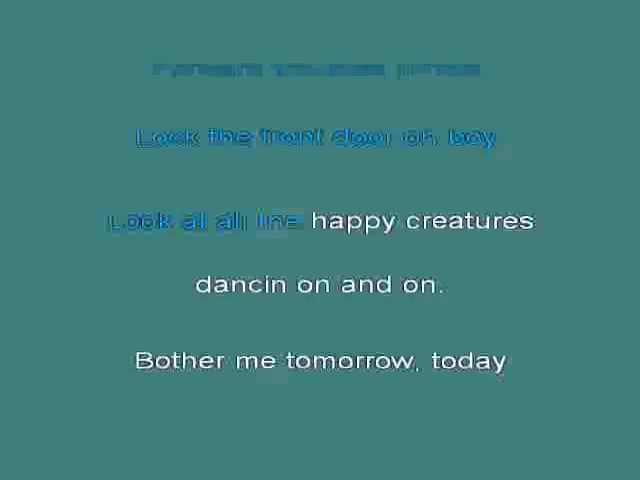 Lock the front door oh boy
Look at all the happy creatures
dancin on and on.
Bother me tomorrow, today